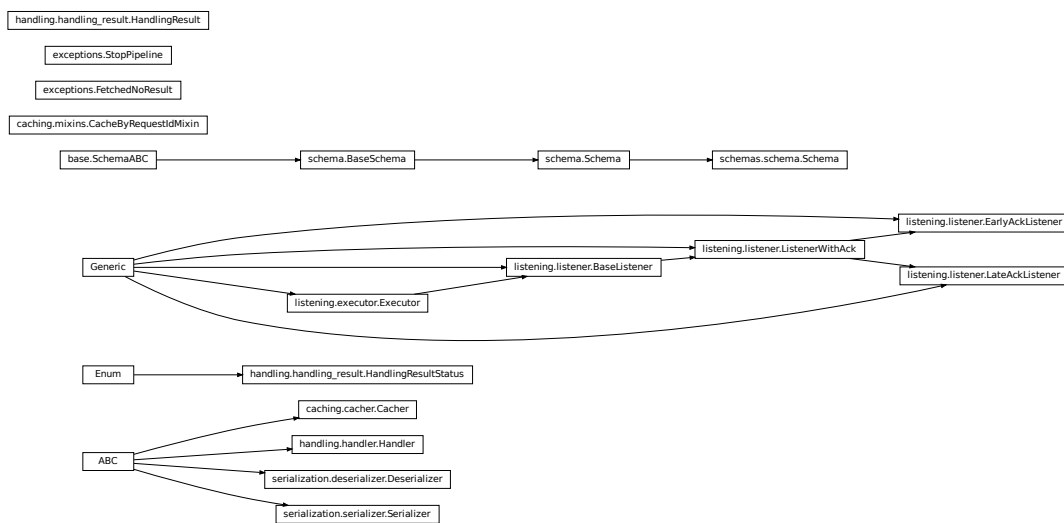 handling.handling_result.HandlingResult
exceptions.StopPipeline
exceptions.FetchedNoResult
caching.mixins.CacheByRequestIdMixin
base.SchemaABC
schema.BaseSchema
schema.Schema
schemas.schema.Schema
listening.listener.EarlyAckListener
listening.listener.ListenerWithAck
Generic
listening.listener.BaseListener
listening.listener.LateAckListener
listening.executor.Executor
Enum
handling.handling_result.HandlingResultStatus
caching.cacher.Cacher
handling.handler.Handler
ABC
serialization.deserializer.Deserializer
serialization.serializer.Serializer